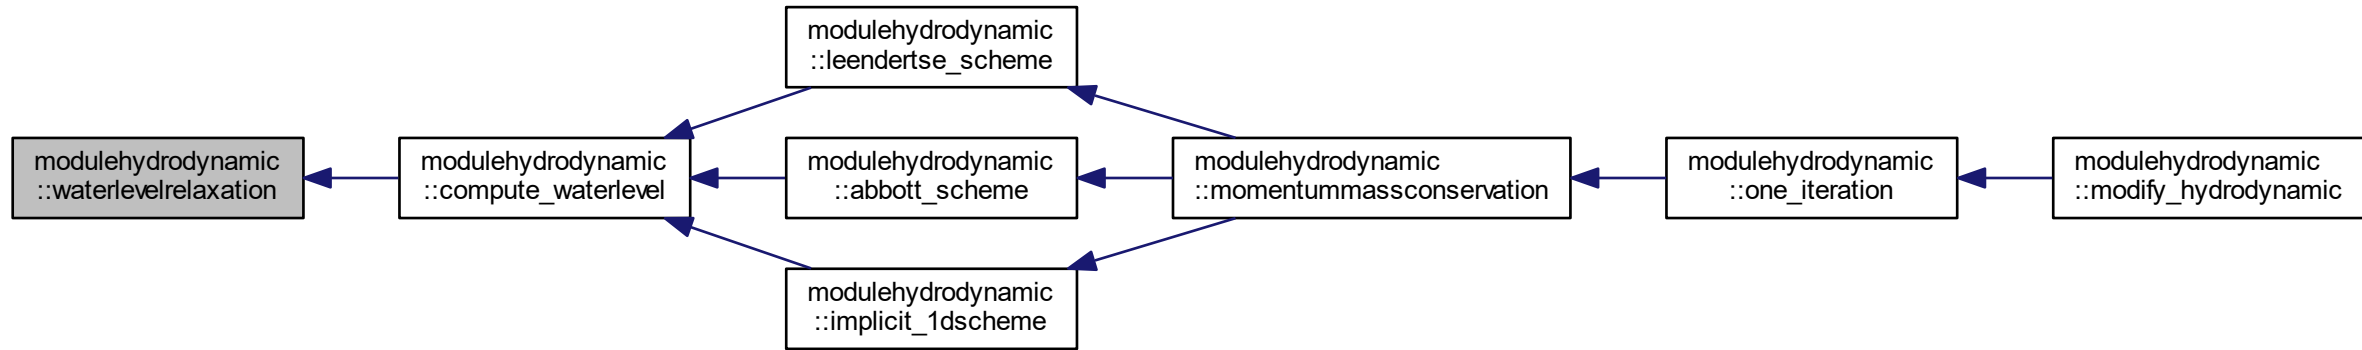 modulehydrodynamic
::waterlevelrelaxation
modulehydrodynamic
::compute_waterlevel
modulehydrodynamic
::leendertse_scheme
modulehydrodynamic
::abbott_scheme
modulehydrodynamic
::implicit_1dscheme
modulehydrodynamic
::momentummassconservation
modulehydrodynamic
::one_iteration
modulehydrodynamic
::modify_hydrodynamic